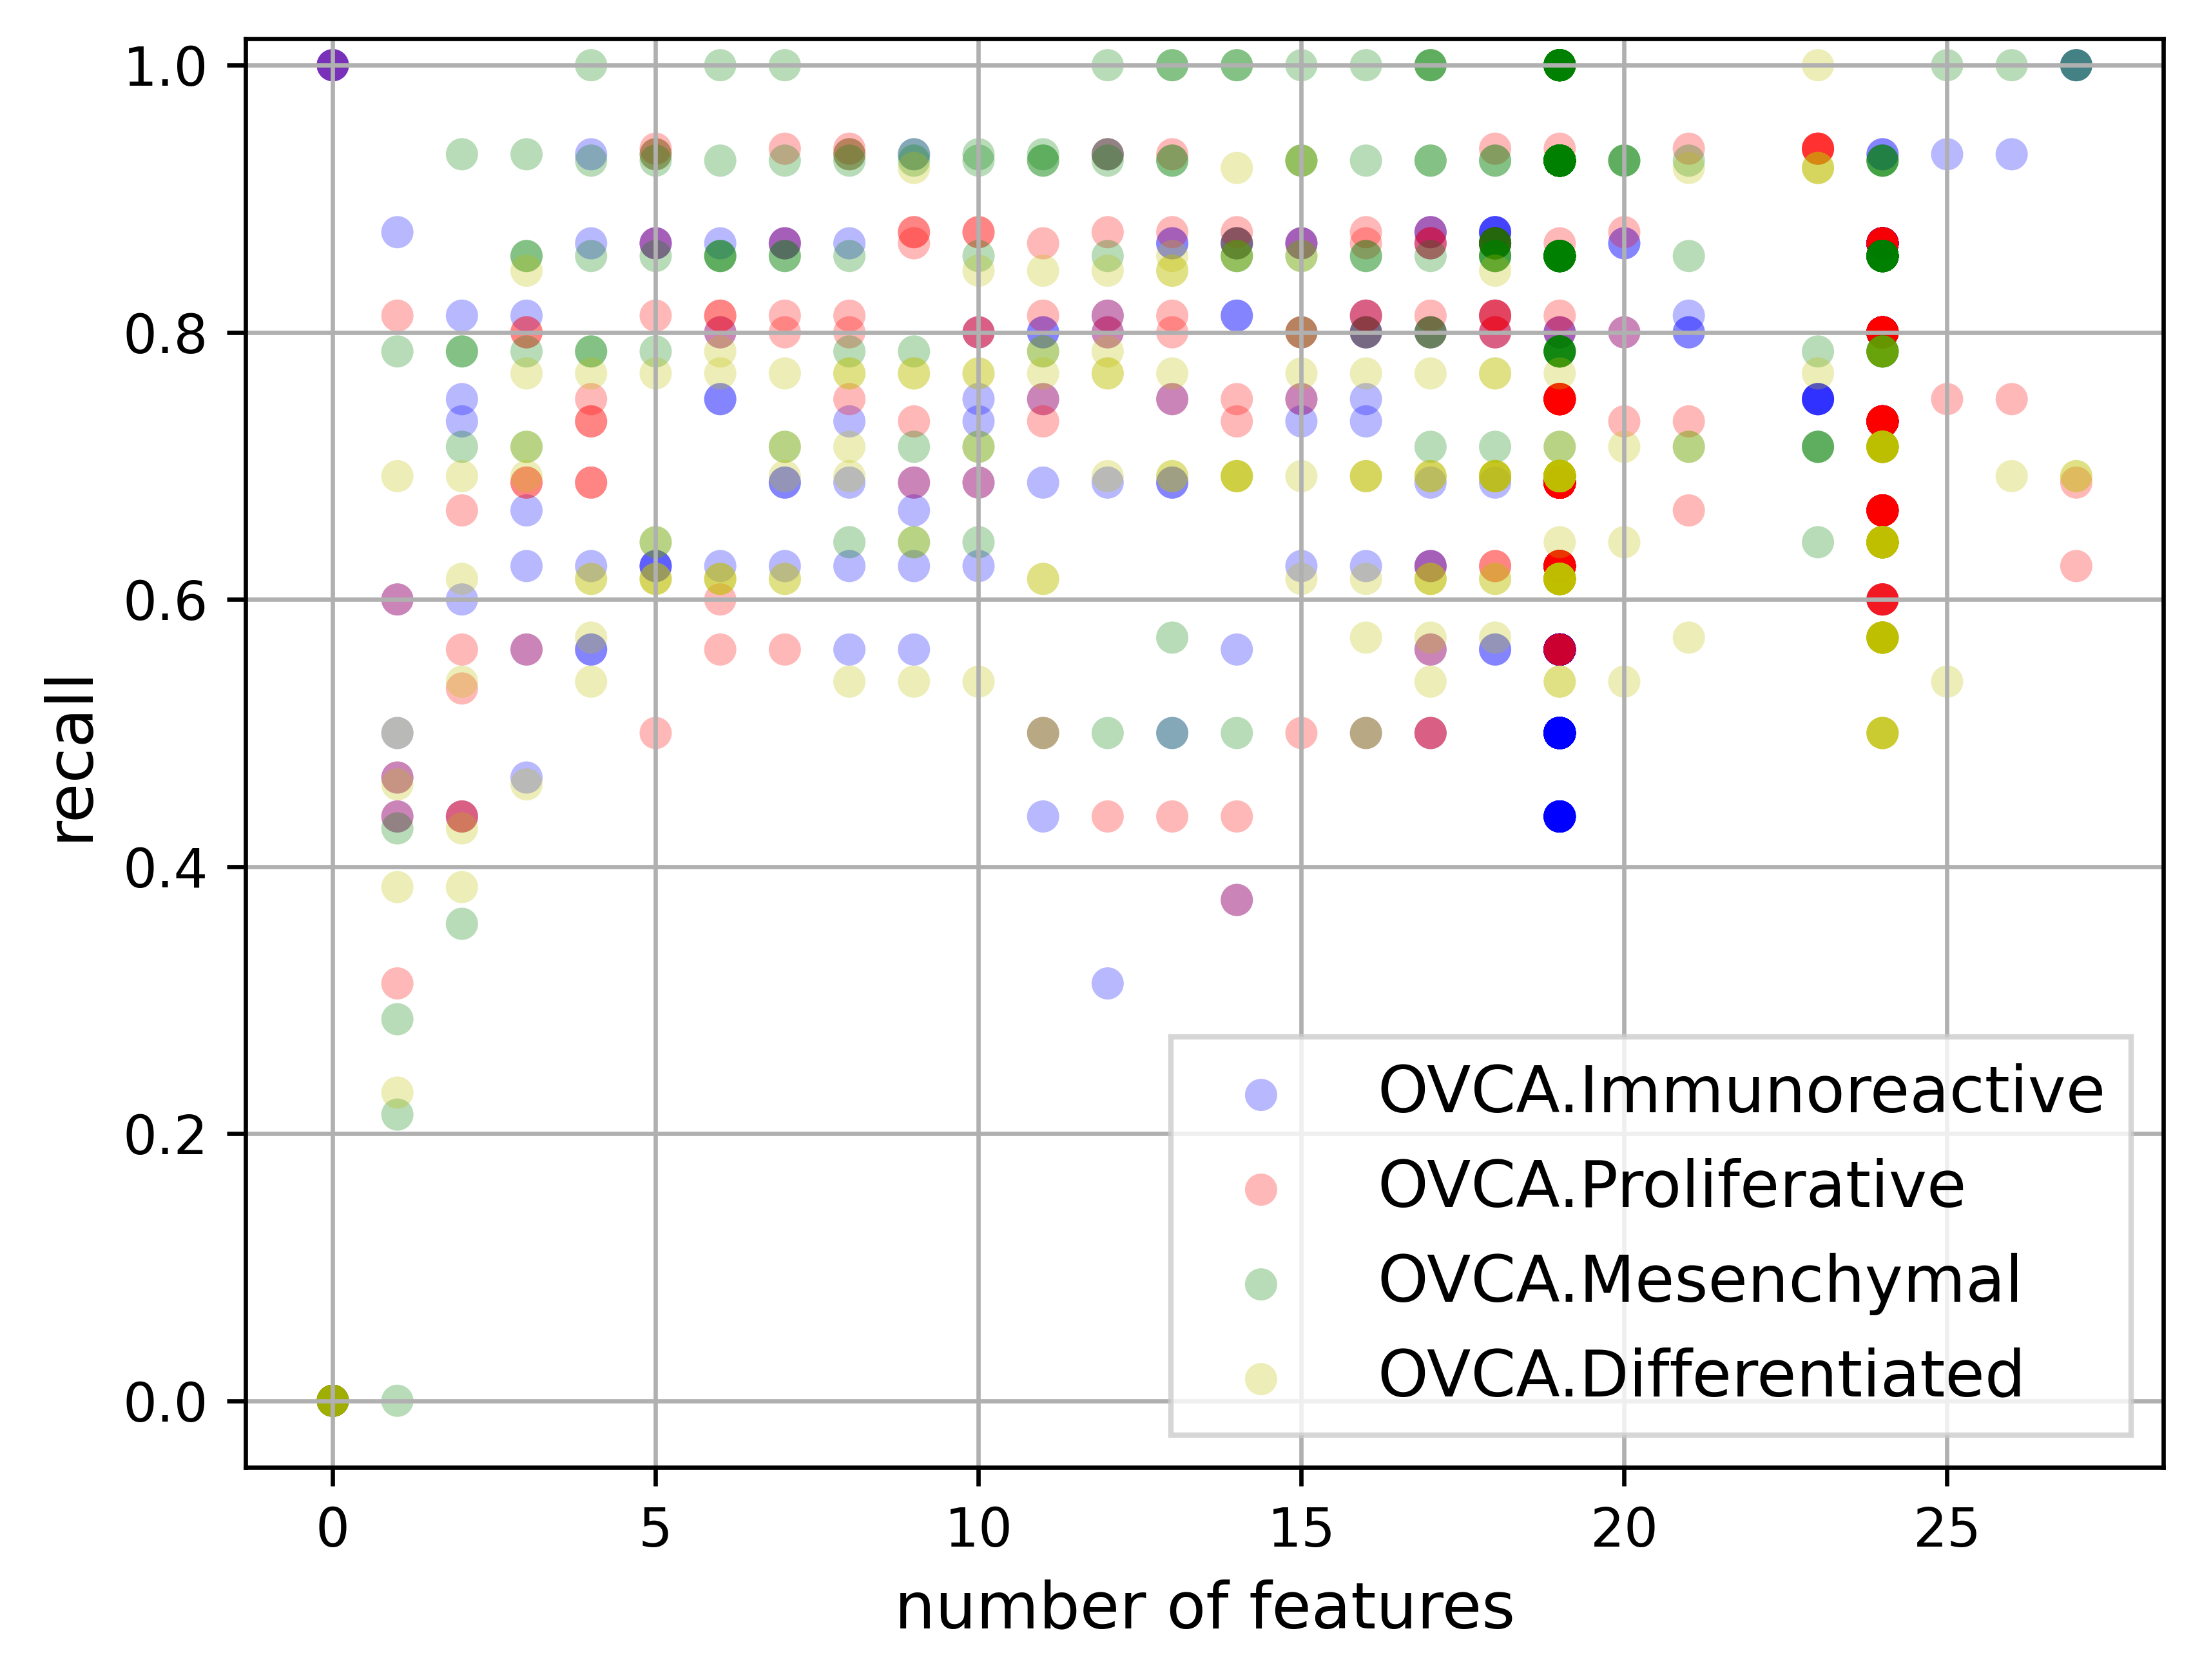 1.0
0.8
0.6
0.4
0.2
0.0
recall
OVCA.Immunoreactive
OVCA.Proliferative
OVCA.Mesenchymal
OVCA.Differentiated
0 5 10 15 20 25
number of features